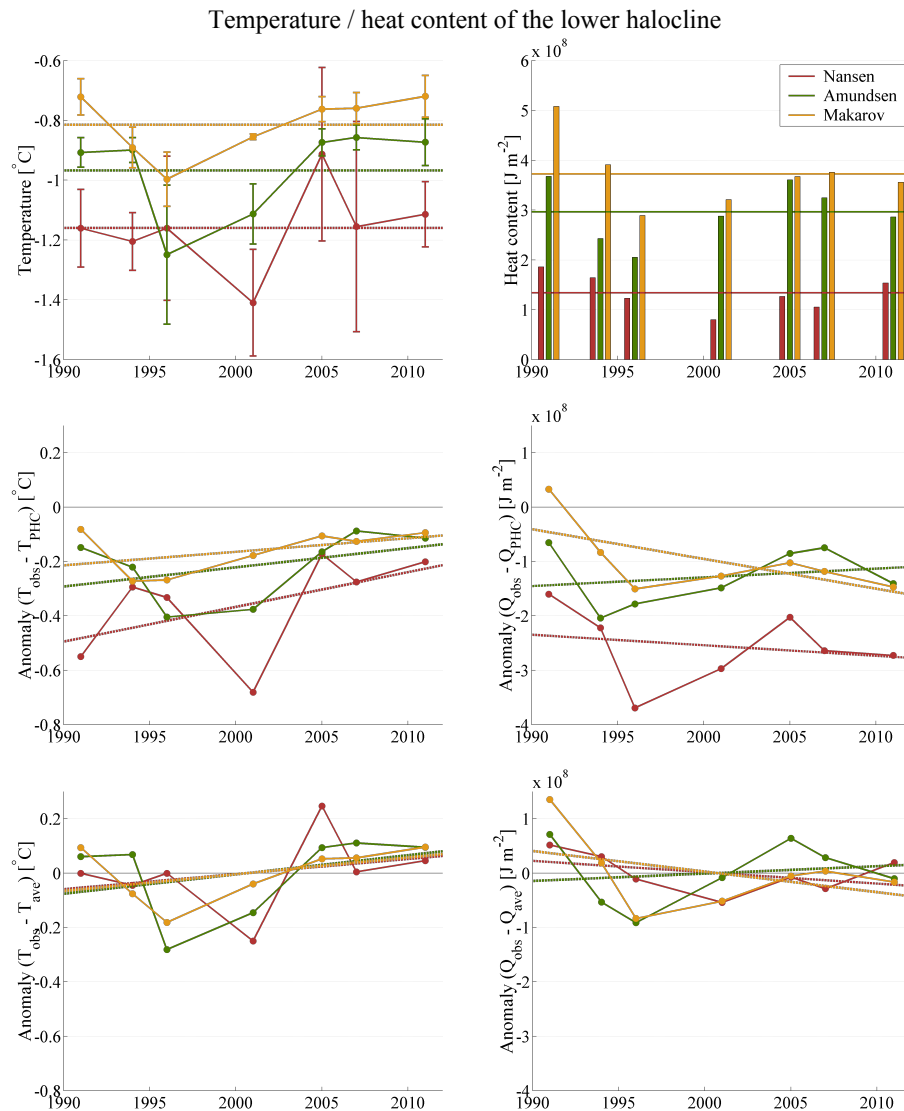 Temperature / heat content of the lower halocline
Temperature [°C]
-0.6
-0.8
-1
-1.2
-1.4
-1.6
1990 1995 2000 2005 2010
x 10^8
Heat content [J m^-2]
6
5
4
3
2
1
0
1990 1995 2000 2005 2010
Nansen
Amundsen
Makarov
Anomaly (T_obs - T_PHC) [°C]
0.2
0
-0.2
-0.4
-0.6
-0.8
1990 1995 2000 2005 2010
x 10^8
Anomaly (Q_obs - Q_PHC) [J m^-2]
1
0
-1
-2
-3
-4
1990 1995 2000 2005 2010
Anomaly (T_obs - T_ave) [°C]
0.2
0
-0.2
-0.4
-0.6
-0.8
1990 1995 2000 2005 2010
x 10^8
Anomaly (Q_obs - Q_ave) [J m^-2]
1
0
-1
-2
-3
-4
1990 1995 2000 2005 2010